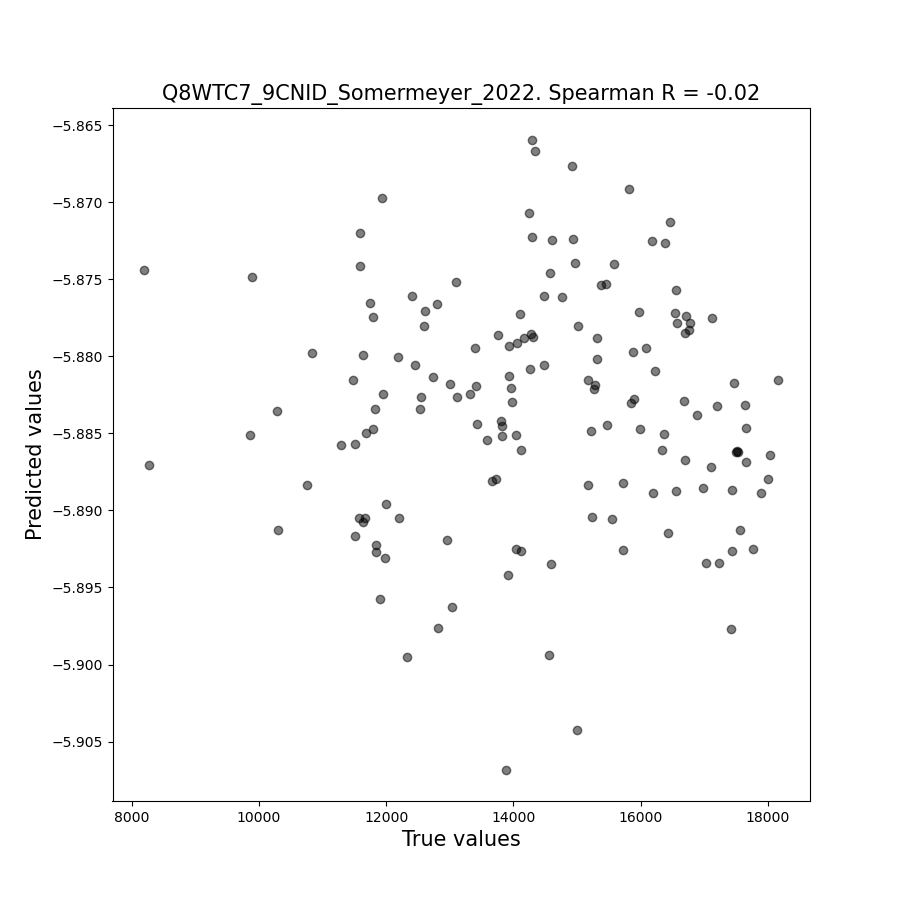 Q8WTC7_9CNID_Somermeyer_2022. Spearman R = -0.02
−5.865
−5.870
−5.875
−5.880
−5.885
−5.890
−5.895
−5.900
−5.905
Predicted values
8000 10000 12000 14000 16000 18000
True values